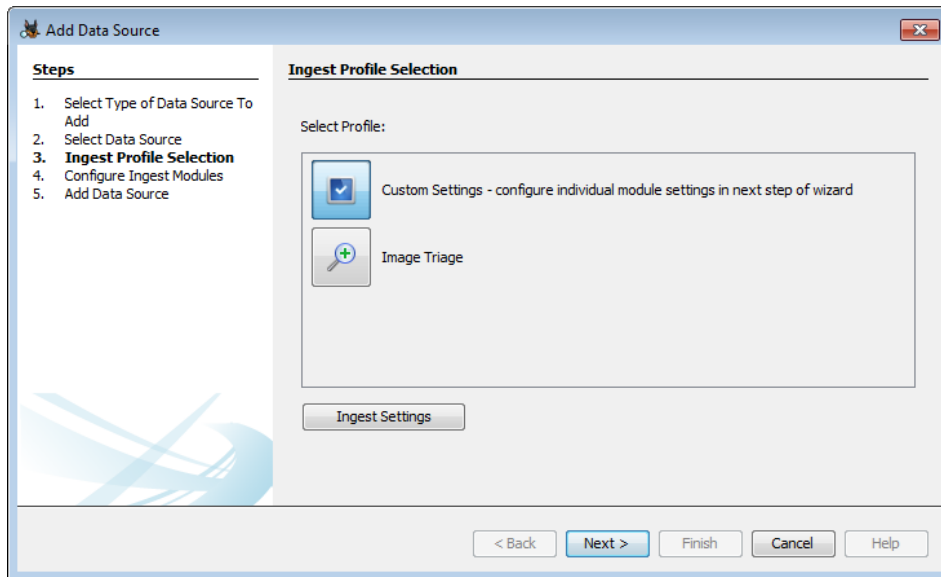 Add Data Source
Steps
1. Select Type of Data Source To
Add
2. Select Data Source
3. Ingest Profile Selection
4. Configure Ingest Modules
5. Add Data Source
Ingest Profile Selection
Select Profile:
Custom Settings - configure individual module settings in next step of wizard
Image Triage
Ingest Settings
< Back Next > Finish Cancel Help